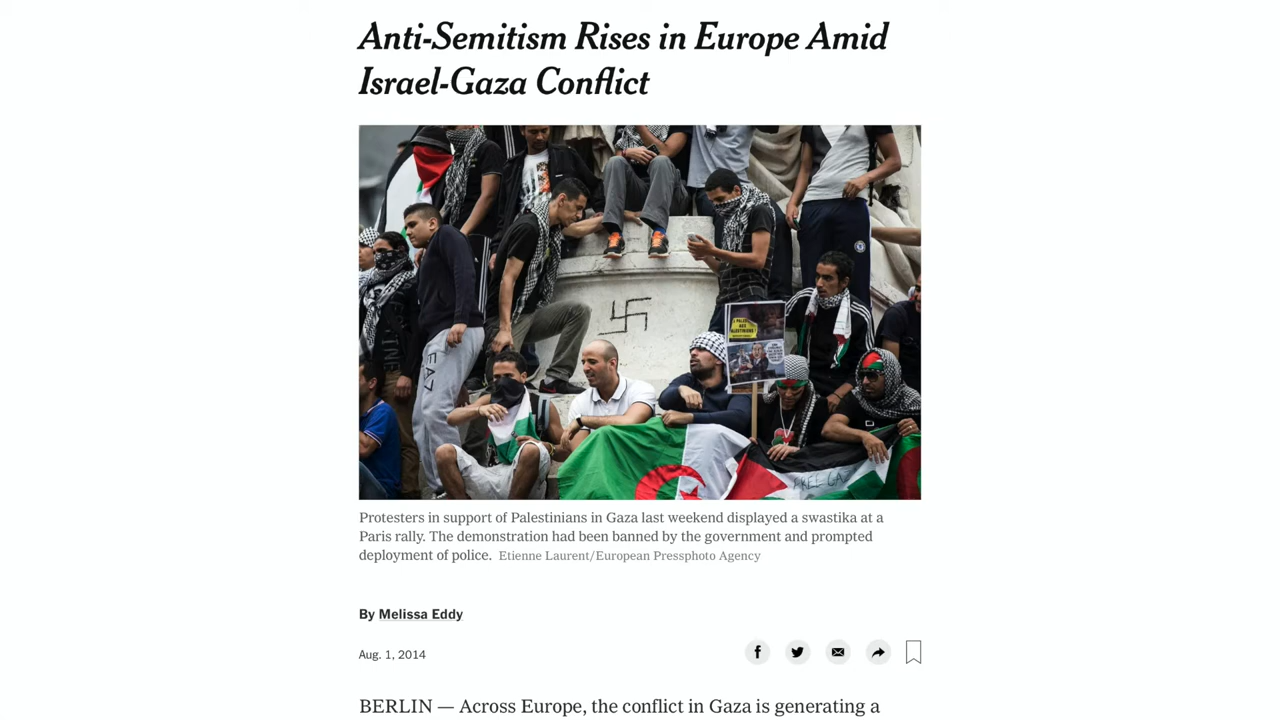 Anti-Semitism Rises in Europe Amid
Israel-Gaza Conflict
FREE GA
Protesters in support of Palestinians in Gaza last weekend displayed a swastika at a
Paris rally. The demonstration had been banned by the government and prompted
deployment of police. Etienne Laurent/European Pressphoto Agency
By Melissa Eddy
Aug. 1, 2014
BERLIN — Across Europe, the conflict in Gaza is generating a